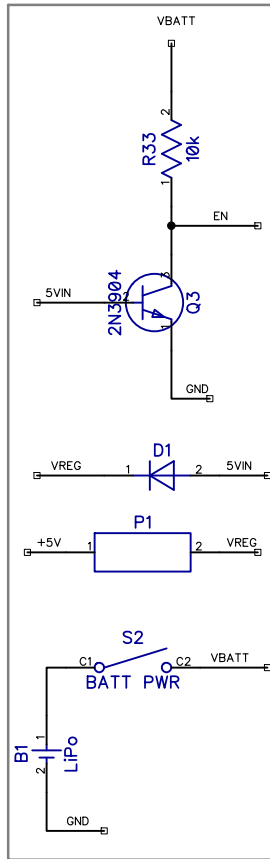 VBATT
2
R33
10k
1
EN
3
5VIN
2
2N3904
Q3
1
GND
D1
VREG
1
2
5VIN
P1
+5V
1
2
VREG
S2
C1
C2
VBATT
BATT PWR
1
B1
LiPo
2
GND